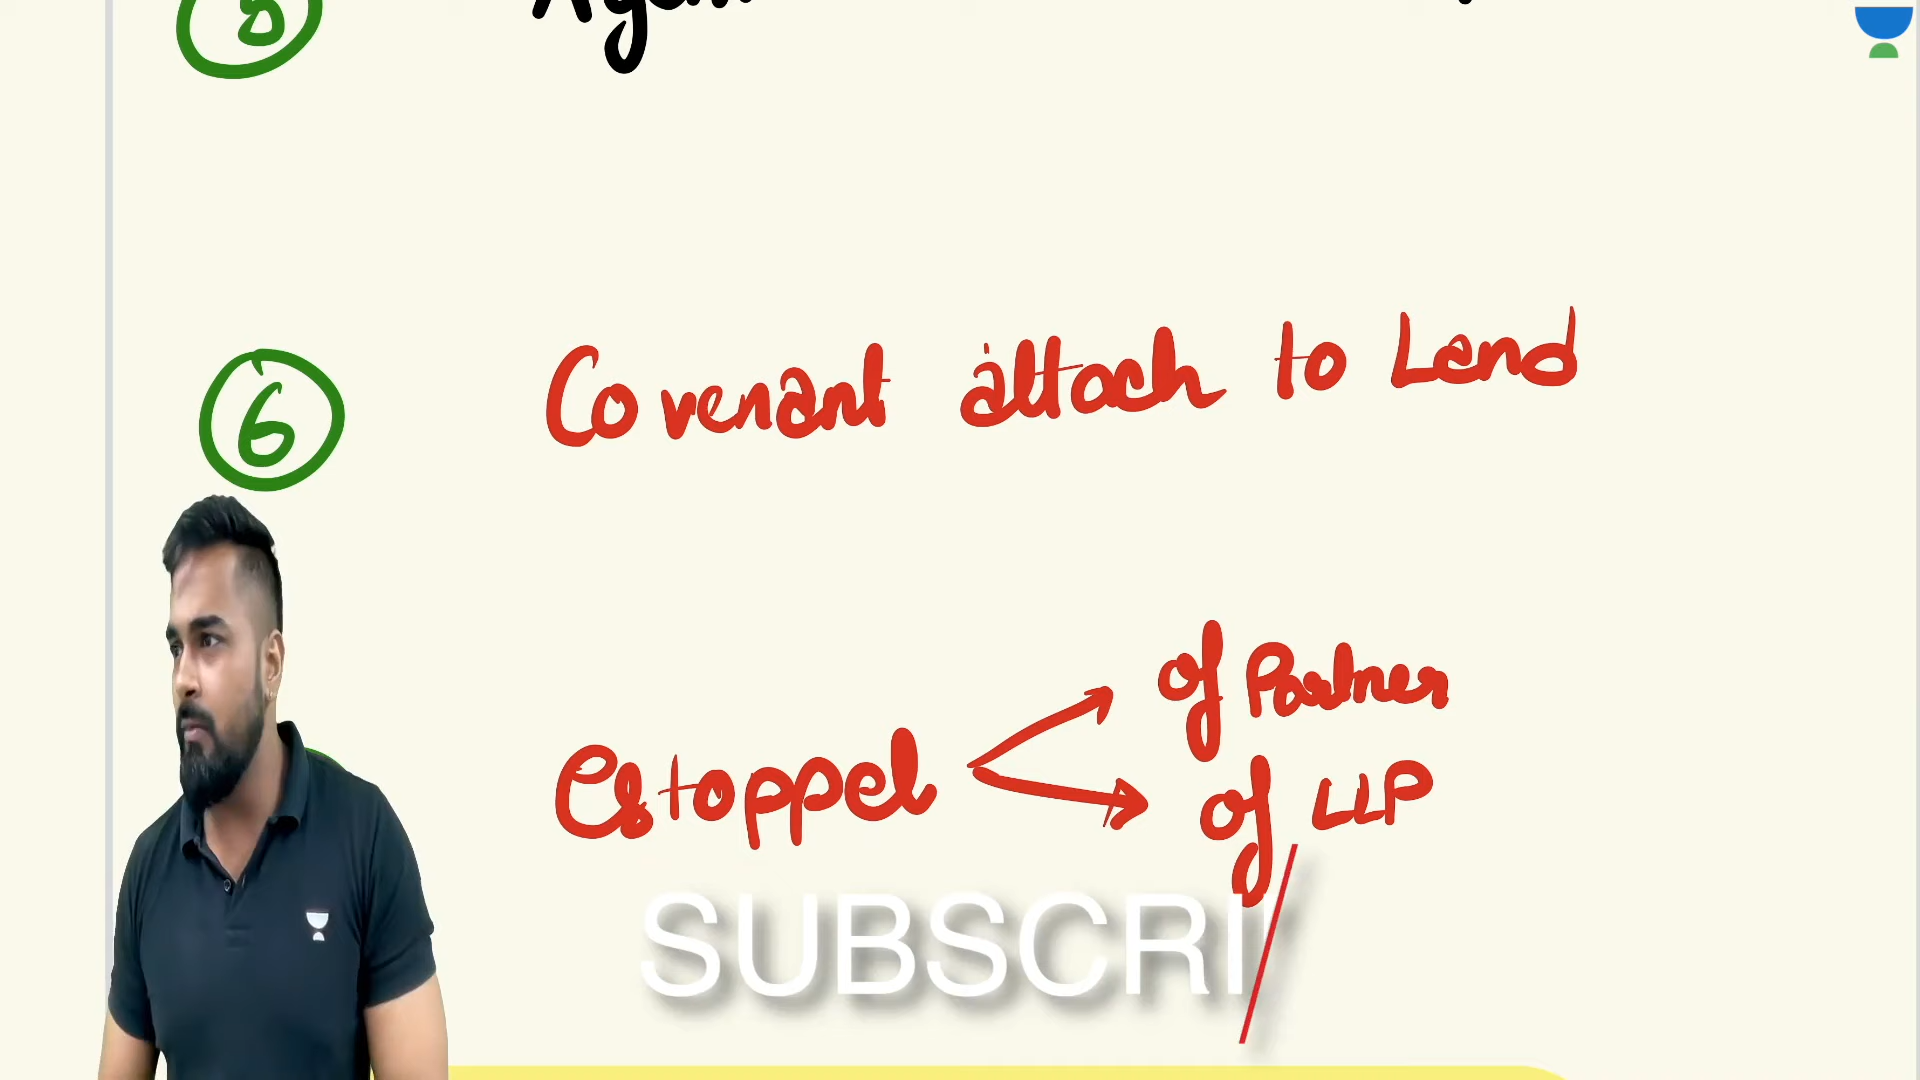 6
Covenant attach to Land
Estoppel
of Partner
of LLP
SUBSCRI